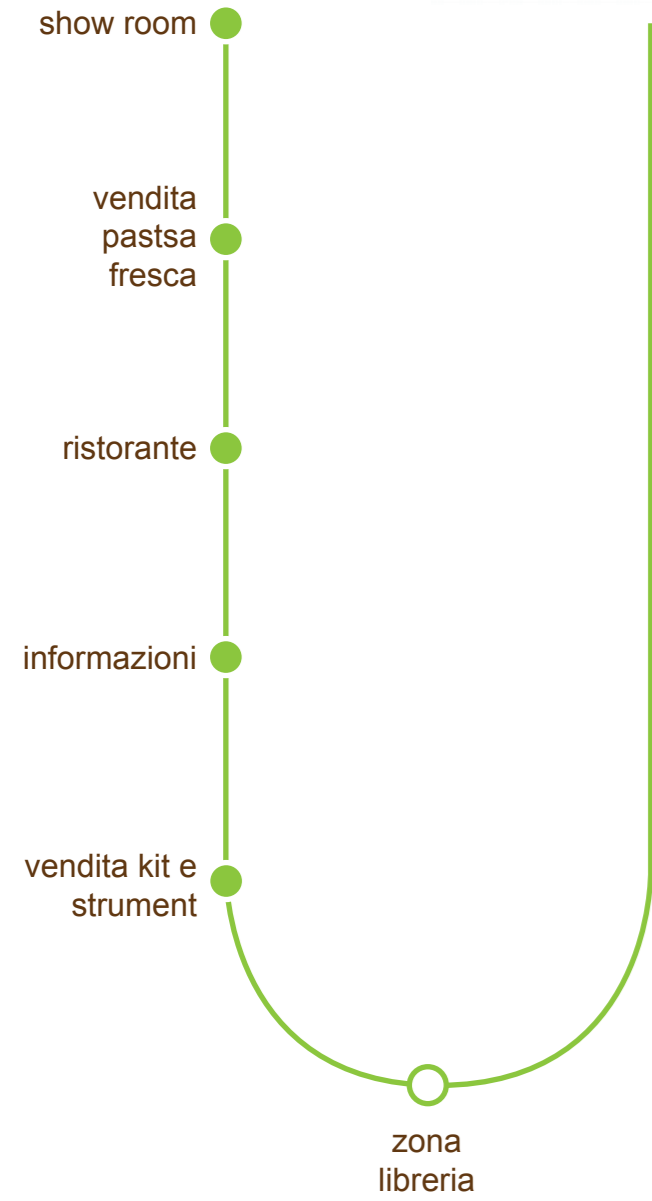 show room
vendita
pastsa
fresca
ristorante
informazioni
vendita kit e
strument
zona
libreria